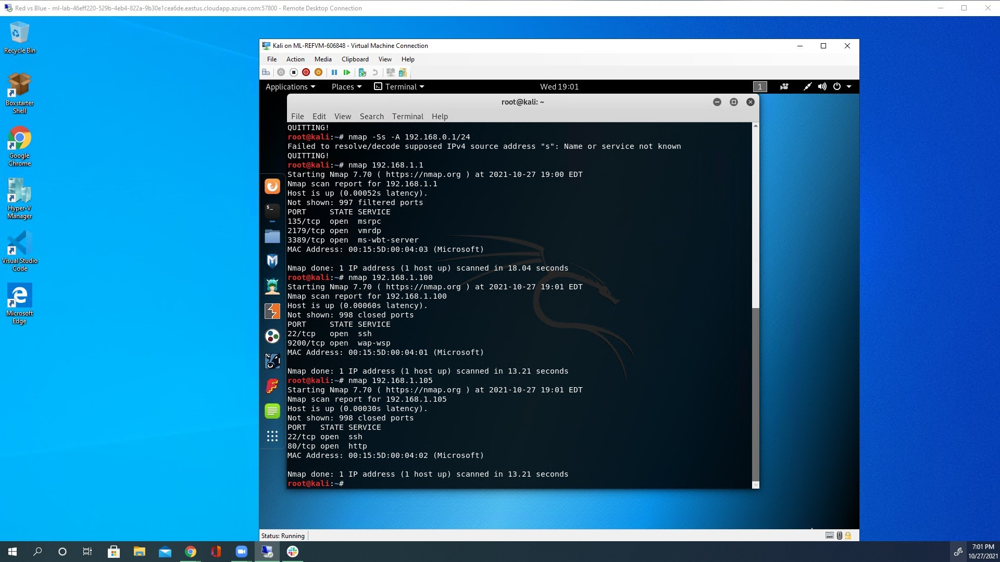 Red vs Blue - ml-lab-46eff220-529b-4eb4-822a-9b30e1cea6de.eastus.cloudapp.azure.com:57800 - Remote Desktop Connection
Recycle Bin
Boxstarter
Shell
Google
Chrome
Hyper-V
Manager
Visual Studio
Code
Microsoft
Edge
Kali on ML-REFVM-606848 - Virtual Machine Connection
File Action Media Clipboard View Help
Applications Places Terminal Wed 19:01 1
root@kali: ~
File Edit View Search Terminal Help
QUITTING!
root@kali:~# nmap -Ss -A 192.168.0.1/24
Failed to resolve/decode supposed IPv4 source address "s": Name or service not known
QUITTING!
root@kali:~# nmap 192.168.1.1
Starting Nmap 7.70 ( https://nmap.org ) at 2021-10-27 19:00 EDT
Nmap scan report for 192.168.1.1
Host is up (0.00052s latency).
Not shown: 997 filtered ports
PORT     STATE SERVICE
135/tcp  open  msrpc
2179/tcp open  vmrdp
3389/tcp open  ms-wbt-server
MAC Address: 00:15:5D:00:04:03 (Microsoft)
Nmap done: 1 IP address (1 host up) scanned in 18.04 seconds
root@kali:~# nmap 192.168.1.100
Starting Nmap 7.70 ( https://nmap.org ) at 2021-10-27 19:01 EDT
Nmap scan report for 192.168.1.100
Host is up (0.00060s latency).
Not shown: 998 closed ports
PORT     STATE SERVICE
22/tcp   open  ssh
9200/tcp open  wap-wsp
MAC Address: 00:15:5D:00:04:01 (Microsoft)
Nmap done: 1 IP address (1 host up) scanned in 13.21 seconds
root@kali:~# nmap 192.168.1.105
Starting Nmap 7.70 ( https://nmap.org ) at 2021-10-27 19:01 EDT
Nmap scan report for 192.168.1.105
Host is up (0.00030s latency).
Not shown: 998 closed ports
PORT   STATE SERVICE
22/tcp open  ssh
80/tcp open  http
MAC Address: 00:15:5D:00:04:02 (Microsoft)
Nmap done: 1 IP address (1 host up) scanned in 13.21 seconds
root@kali:~#
Status: Running
7:01 PM
10/27/2021